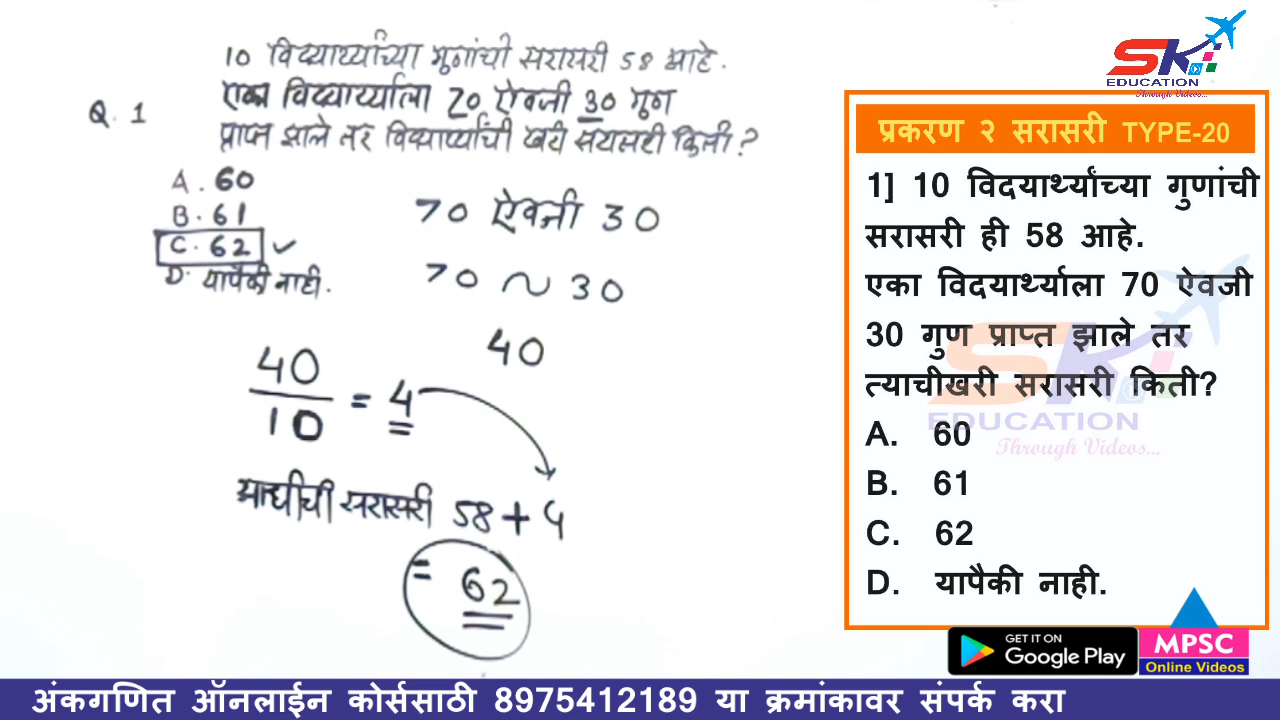 10 विद्यार्थ्यांच्या गुणांची सरासरी 58 आहे.
Q. 1
एका विद्यार्थ्याला 70 ऐवजी 30 गुण
प्राप्त झाले तर विद्यार्थ्यांची खरी सरासरी किती?
A. 60
B. 61
C. 62
D. यापैकी नाही.
70 ऐवजी 30
70 ~ 30
40
40
10
= 4
आधीची सरासरी 58 + 4
= 62
SK
EDUCATION
Through Videos...
प्रकरण २ सरासरी TYPE-20
1] 10 विदयार्थ्यांच्या गुणांची
सरासरी ही 58 आहे.
एका विदयार्थ्याला 70 ऐवजी
30 गुण प्राप्त झाले तर
त्याचीखरी सरासरी किती?
A. 60
B. 61
C. 62
D. यापैकी नाही.
SK
EDUCATION
Through Videos...
GET IT ON
Google Play
MPSC
Online Videos
अंकगणित ऑनलाईन कोर्ससाठी 8975412189 या क्रमांकावर संपर्क करा